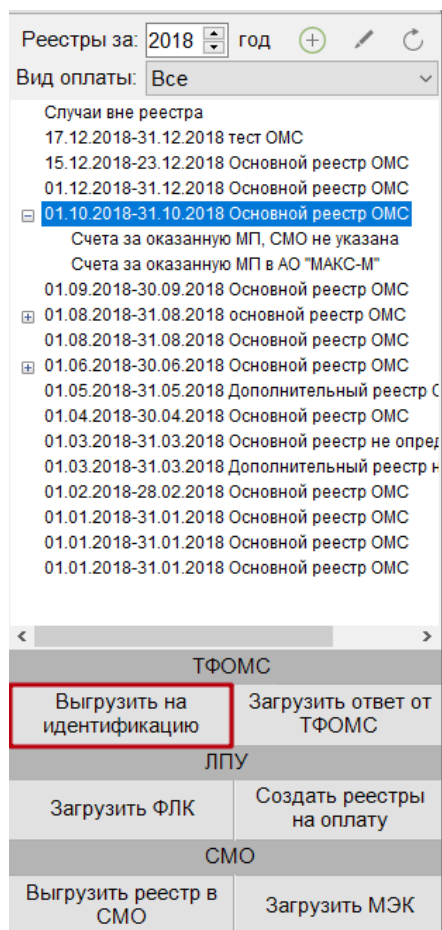 Реестры за: 2018 год
Вид оплаты: Все
Случаи вне реестра
17.12.2018-31.12.2018 тест ОМС
15.12.2018-23.12.2018 Основной реестр ОМС
01.12.2018-31.12.2018 Основной реестр ОМС
01.10.2018-31.10.2018 Основной реестр ОМС
Счета за оказанную МП, СМО не указана
Счета за оказанную МП в АО "МАКС-М"
01.09.2018-30.09.2018 Основной реестр ОМС
01.08.2018-31.08.2018 основной реестр ОМС
01.08.2018-31.08.2018 Основной реестр ОМС
01.06.2018-30.06.2018 Основной реестр ОМС
01.05.2018-31.05.2018 Дополнительный реестр
01.04.2018-30.04.2018 Основной реестр ОМС
01.03.2018-31.03.2018 Основной реестр не опред
01.03.2018-31.03.2018 Дополнительный реестр н
01.02.2018-28.02.2018 Основной реестр ОМС
01.01.2018-31.01.2018 Основной реестр ОМС
01.01.2018-31.01.2018 Основной реестр ОМС
01.01.2018-31.01.2018 Основной реестр ОМС
ТФОМС
Выгрузить на
идентификацию
Загрузить ответ от
ТФОМС
ЛПУ
Загрузить ФЛК
Создать реестры
на оплату
СМО
Выгрузить реестр в
СМО
Загрузить МЭК